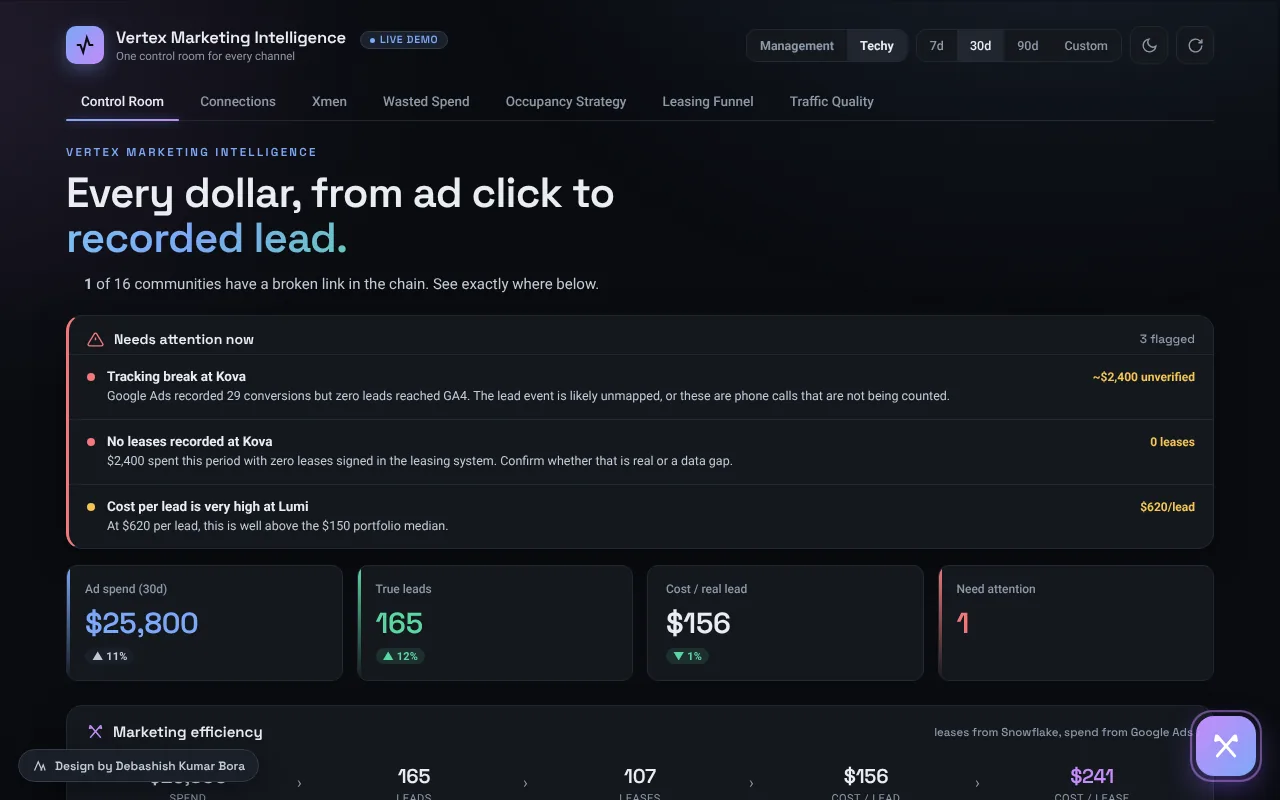 Vertex Marketing Intelligence
LIVE DEMO
One control room for every channel
Management
Techy
7d
30d
90d
Custom
Control Room
Connections
Xmen
Wasted Spend
Occupancy Strategy
Leasing Funnel
Traffic Quality
VERTEX MARKETING INTELLIGENCE
Every dollar, from ad click to
recorded lead.
1 of 16 communities have a broken link in the chain. See exactly where below.
Needs attention now
3 flagged
Tracking break at Kova
~$2,400 unverified
Google Ads recorded 29 conversions but zero leads reached GA4. The lead event is likely unmapped, or these are phone calls that are not being counted.
No leases recorded at Kova
0 leases
$2,400 spent this period with zero leases signed in the leasing system. Confirm whether that is real or a data gap.
Cost per lead is very high at Lumi
$620/lead
At $620 per lead, this is well above the $150 portfolio median.
Ad spend (30d)
$25,800
▲ 11%
True leads
165
▲ 12%
Cost / real lead
$156
▼ 1%
Need attention
1
Marketing efficiency
leases from Snowflake, spend from Google Ads
Design by Debashish Kumar Bora
SPEND
›
165
LEADS
›
107
LEASES
›
$156
COST / LEAD
›
$241
COST / LEASE